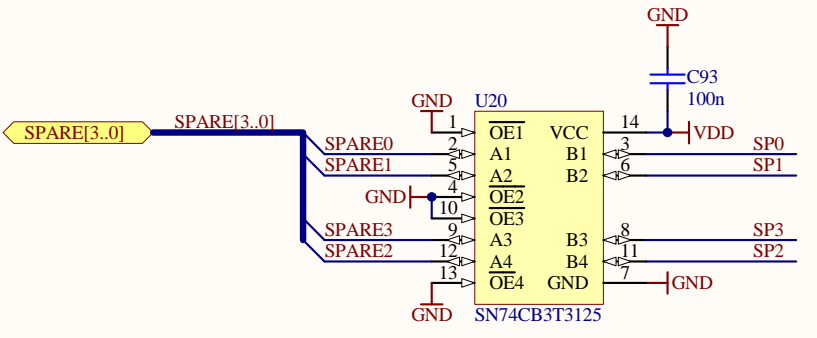 GND
C93
100n
GND
U20
SPARE[3..0]
SPARE[3..0]
1
OE1
VCC
14
VDD
SPARE0
2
A1
B1
3
SP0
SPARE1
5
A2
B2
6
SP1
GND
4
OE2
10
OE3
SPARE3
9
A3
B3
8
SP3
SPARE2
12
A4
B4
11
SP2
13
OE4
GND
7
GND
GND
SN74CB3T3125